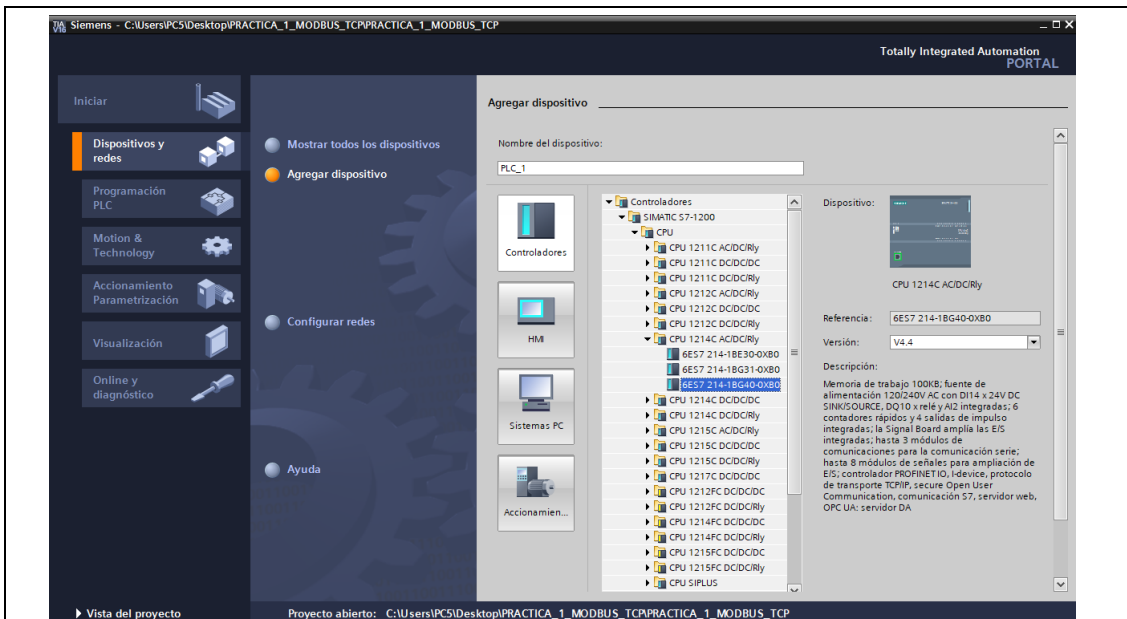 Siemens - C:\Users\PC5\Desktop\PRACTICA_1_MODBUS_TCP\PRACTICA_1_MODBUS_TCP
Totally Integrated Automation
PORTAL
Iniciar
Dispositivos y
redes
Programación
PLC
Motion &
Technology
Accionamiento
Parametrización
Visualización
Online y
diagnóstico
Mostrar todos los dispositivos
Agregar dispositivo
Configurar redes
Ayuda
Agregar dispositivo
Nombre del dispositivo:
PLC_1
Controladores
HMI
Sistemas PC
Accionamien...
Controladores
SIMATIC S7-1200
CPU
CPU 1211C AC/DC/Rly
CPU 1211C DC/DC/DC
CPU 1211C DC/DC/Rly
CPU 1212C AC/DC/Rly
CPU 1212C DC/DC/DC
CPU 1212C DC/DC/Rly
CPU 1214C AC/DC/Rly
6ES7 214-1BE30-0XB0
6ES7 214-1BG31-0XB0
6ES7 214-1BG40-0XB0
CPU 1214C DC/DC/DC
CPU 1214C DC/DC/Rly
CPU 1215C AC/DC/Rly
CPU 1215C DC/DC/DC
CPU 1215C DC/DC/Rly
CPU 1217C DC/DC/DC
CPU 1212FC DC/DC/DC
CPU 1212FC DC/DC/Rly
CPU 1214FC DC/DC/DC
CPU 1214FC DC/DC/Rly
CPU 1215FC DC/DC/DC
CPU 1215FC DC/DC/Rly
CPU SIPLUS
Dispositivo:
CPU 1214C AC/DC/Rly
Referencia: 6ES7 214-1BG40-0XB0
Versión: V4.4
Descripción:
Memoria de trabajo 100KB; fuente de
alimentación 120/240V AC con DI14 x 24V DC
SINK/SOURCE, DQ10 x relé y AI2 integradas; 6
contadores rápidos y 4 salidas de impulso
integradas; la Signal Board amplía las E/S
integradas; hasta 3 módulos de
comunicaciones para la comunicación serie;
hasta 8 módulos de señales para ampliación de
E/S; controlador PROFINET IO, I-device, protocolo
de transporte TCP/IP, secure Open User
Communication, comunicación S7, servidor web,
OPC UA: servidor DA
Vista del proyecto
Proyecto abierto: C:\Users\PC5\Desktop\PRACTICA_1_MODBUS_TCP\PRACTICA_1_MODBUS_TCP